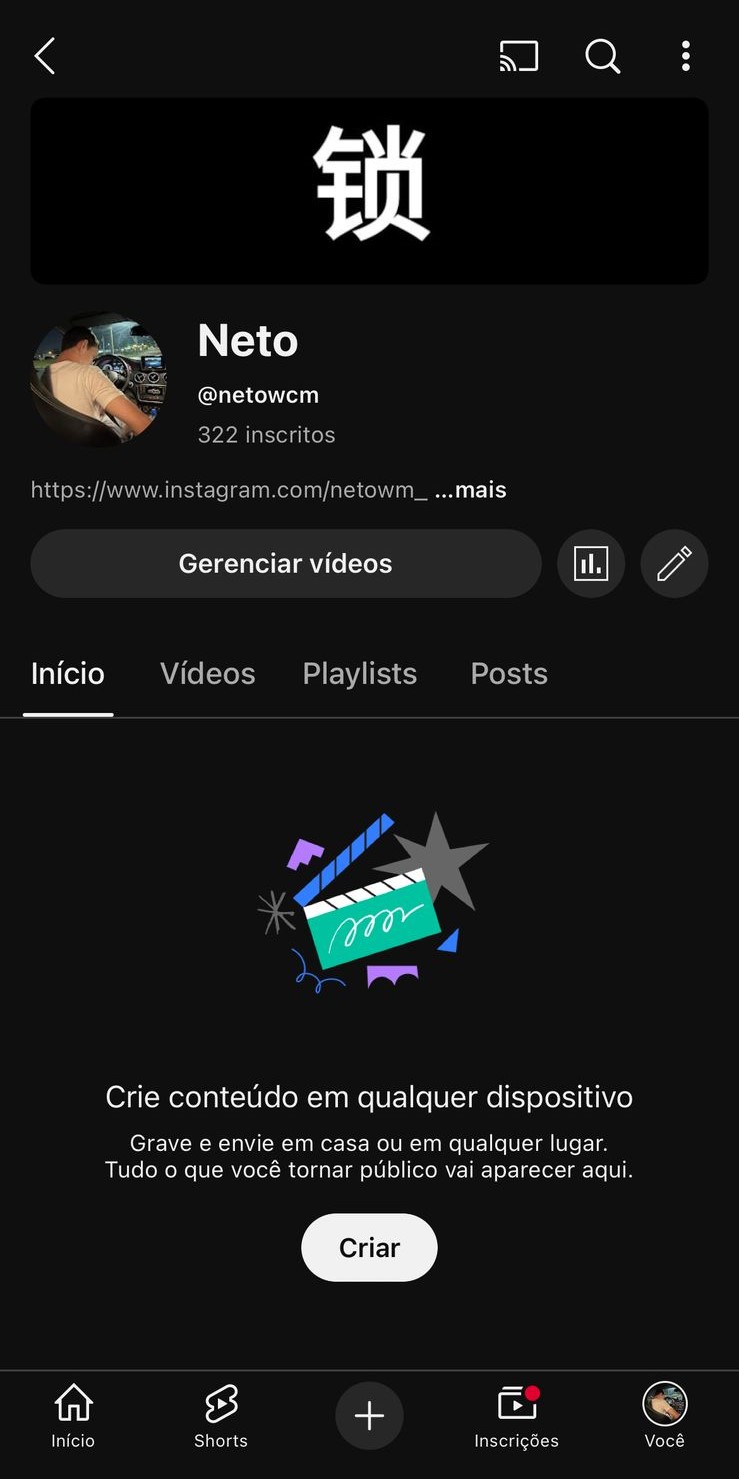 锁
Neto
@netowcm
322 inscritos
https://www.instagram.com/netowm_ ...mais
Gerenciar vídeos
Início Vídeos Playlists Posts
Crie conteúdo em qualquer dispositivo
Grave e envie em casa ou em qualquer lugar.
Tudo o que você tornar público vai aparecer aqui.
Criar
Início Shorts Inscrições Você